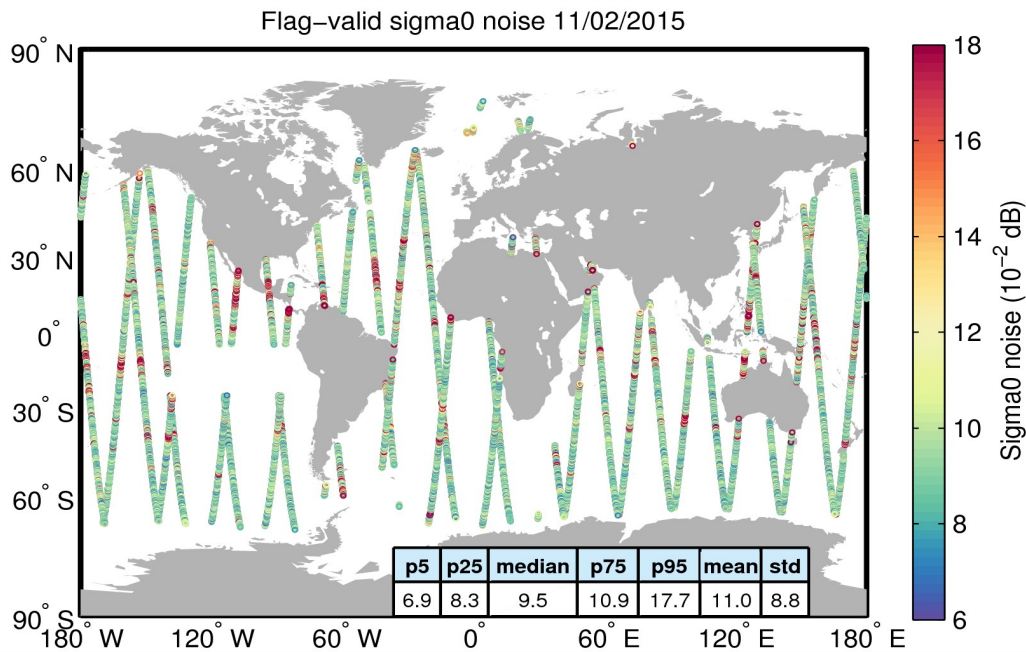 Flag−valid sigma0 noise 11/02/2015
90° N
60° N
30° N
0°
30° S
60° S
90° S
180° W
120° W
60° W
0°
60° E
120° E
180° E
p5 p25 median p75 p95 mean std
6.9 8.3 9.5 10.9 17.7 11.0 8.8
18
16
14
12
10
8
6
Sigma0 noise (10⁻² dB)